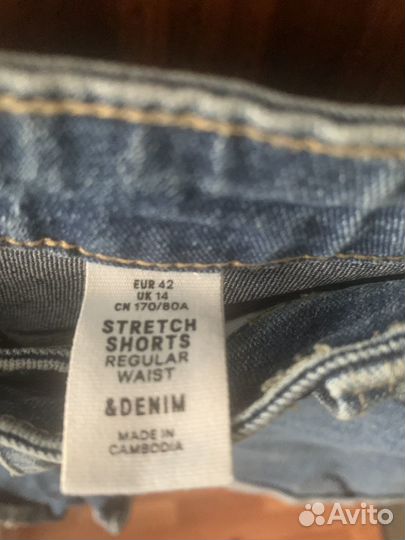 EUR 42
UK 14
CN 170/80A
STRETCH
SHORTS
REGULAR
WAIST
&DENIM
MADE IN
CAMBODIA
Avito